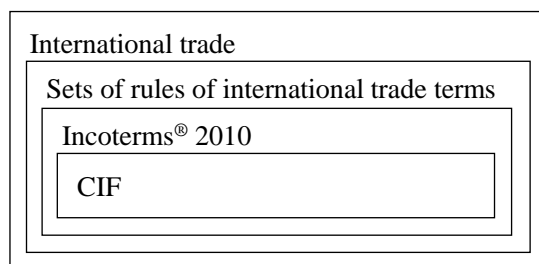 International trade
Sets of rules of international trade terms
Incoterms® 2010
CIF